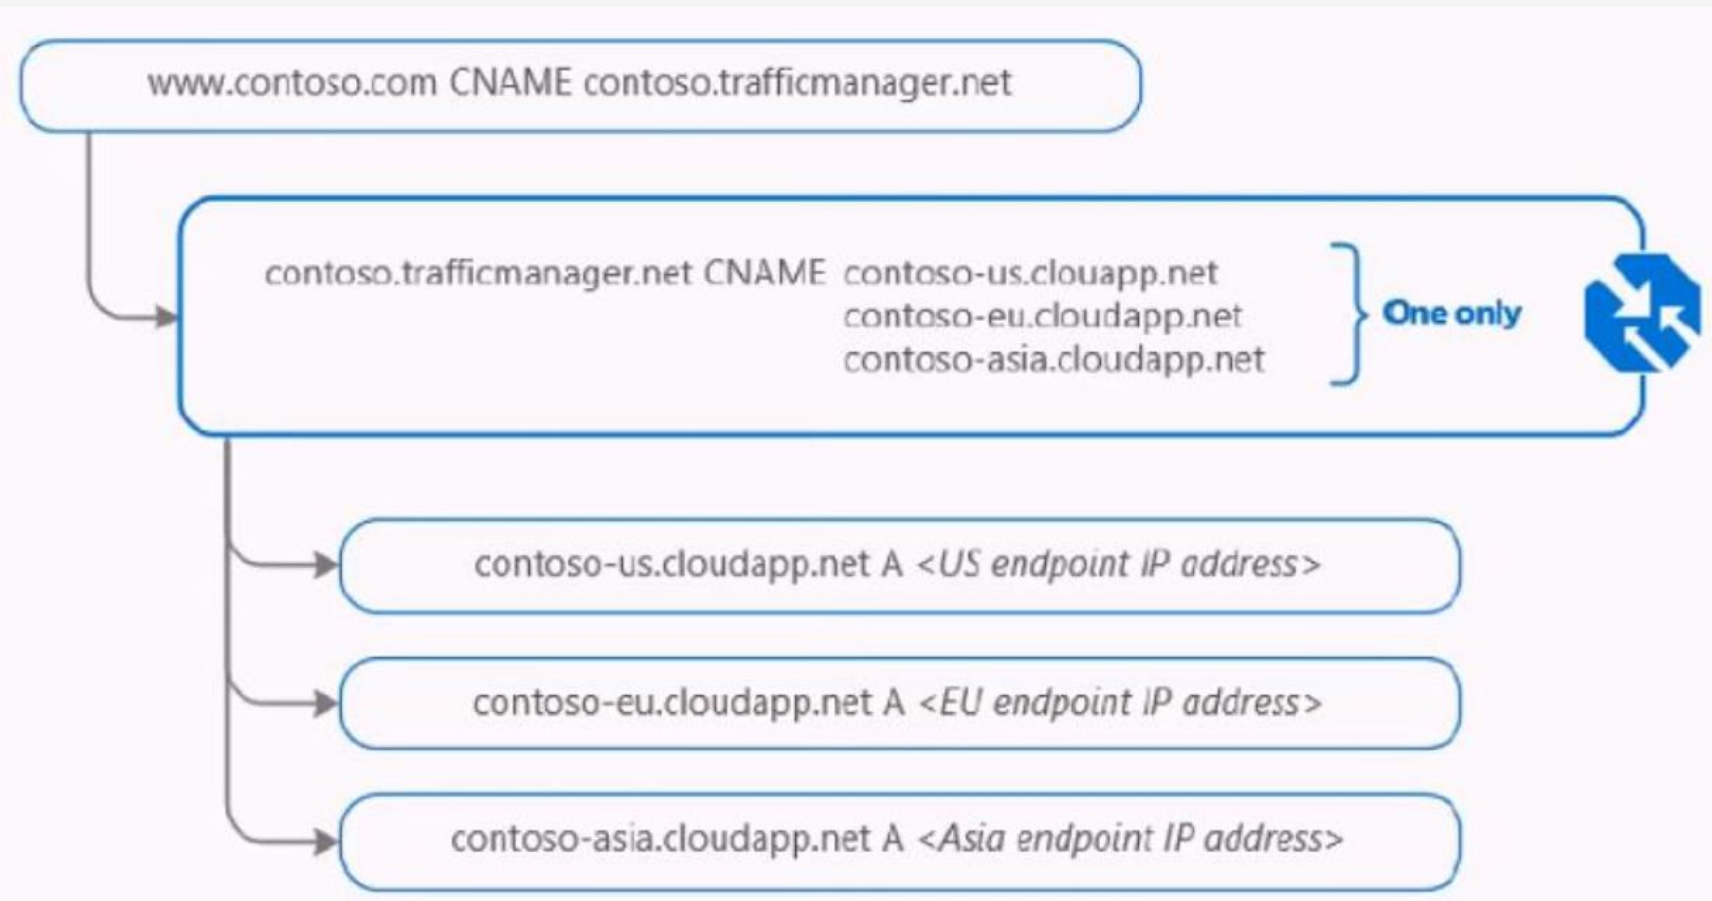 www.contoso.com CNAME contoso.trafficmanager.net
contoso.trafficmanager.net CNAME contoso-us.clouapp.net
contoso-eu.cloudapp.net
One only
contoso-asia.cloudapp.net
contoso-us.cloudapp.net A <US endpoint IP address>
contoso-eu.cloudapp.net A <EU endpoint IP address>
contoso-asia.cloudapp.net A <Asia endpoint IP address>